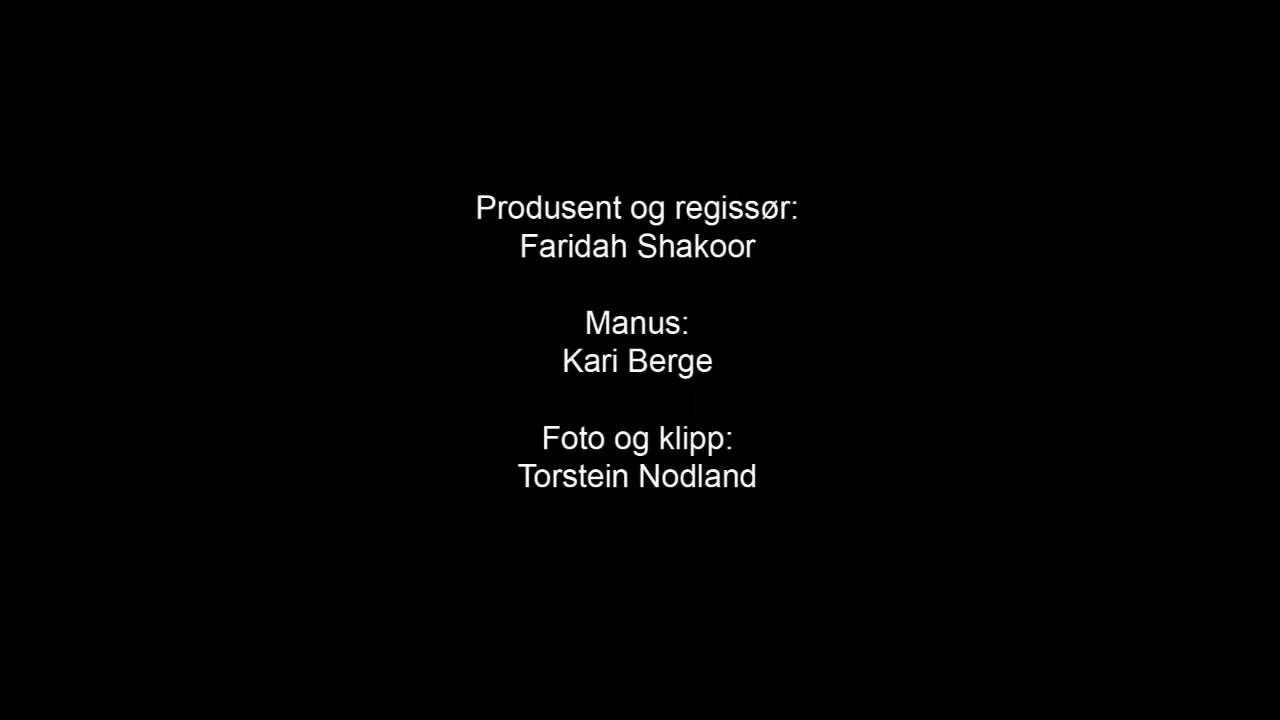 Produsent og regissør:
Faridah Shakoor
Manus:
Kari Berge
Foto og klipp:
Torstein Nodland